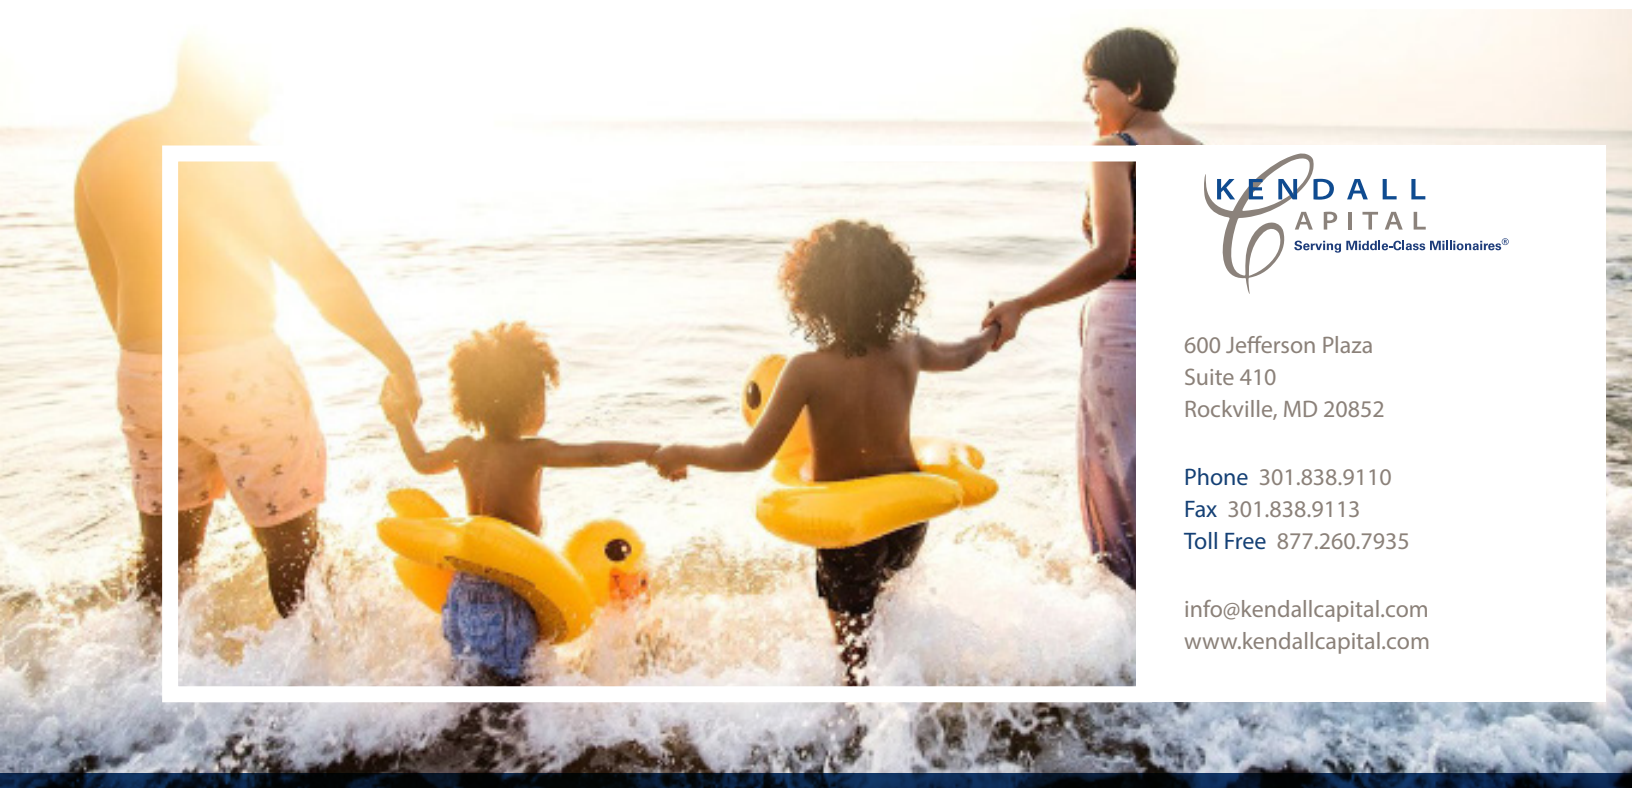 KENDALL
CAPITAL
Serving Middle-Class Millionaires®
600 Jefferson Plaza
Suite 410
Rockville, MD 20852
Phone 301.838.9110
Fax 301.838.9113
Toll Free 877.260.7935
info@kendallcapital.com
www.kendallcapital.com